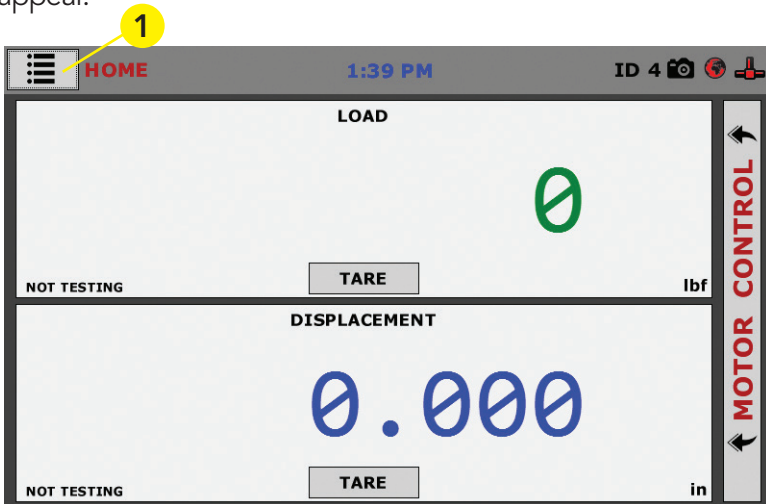 appear.
1
HOME 1:39 PM ID 4
LOAD
0
NOT TESTING TARE lbf
DISPLACEMENT
0.000
NOT TESTING TARE in
MOTOR CONTROL